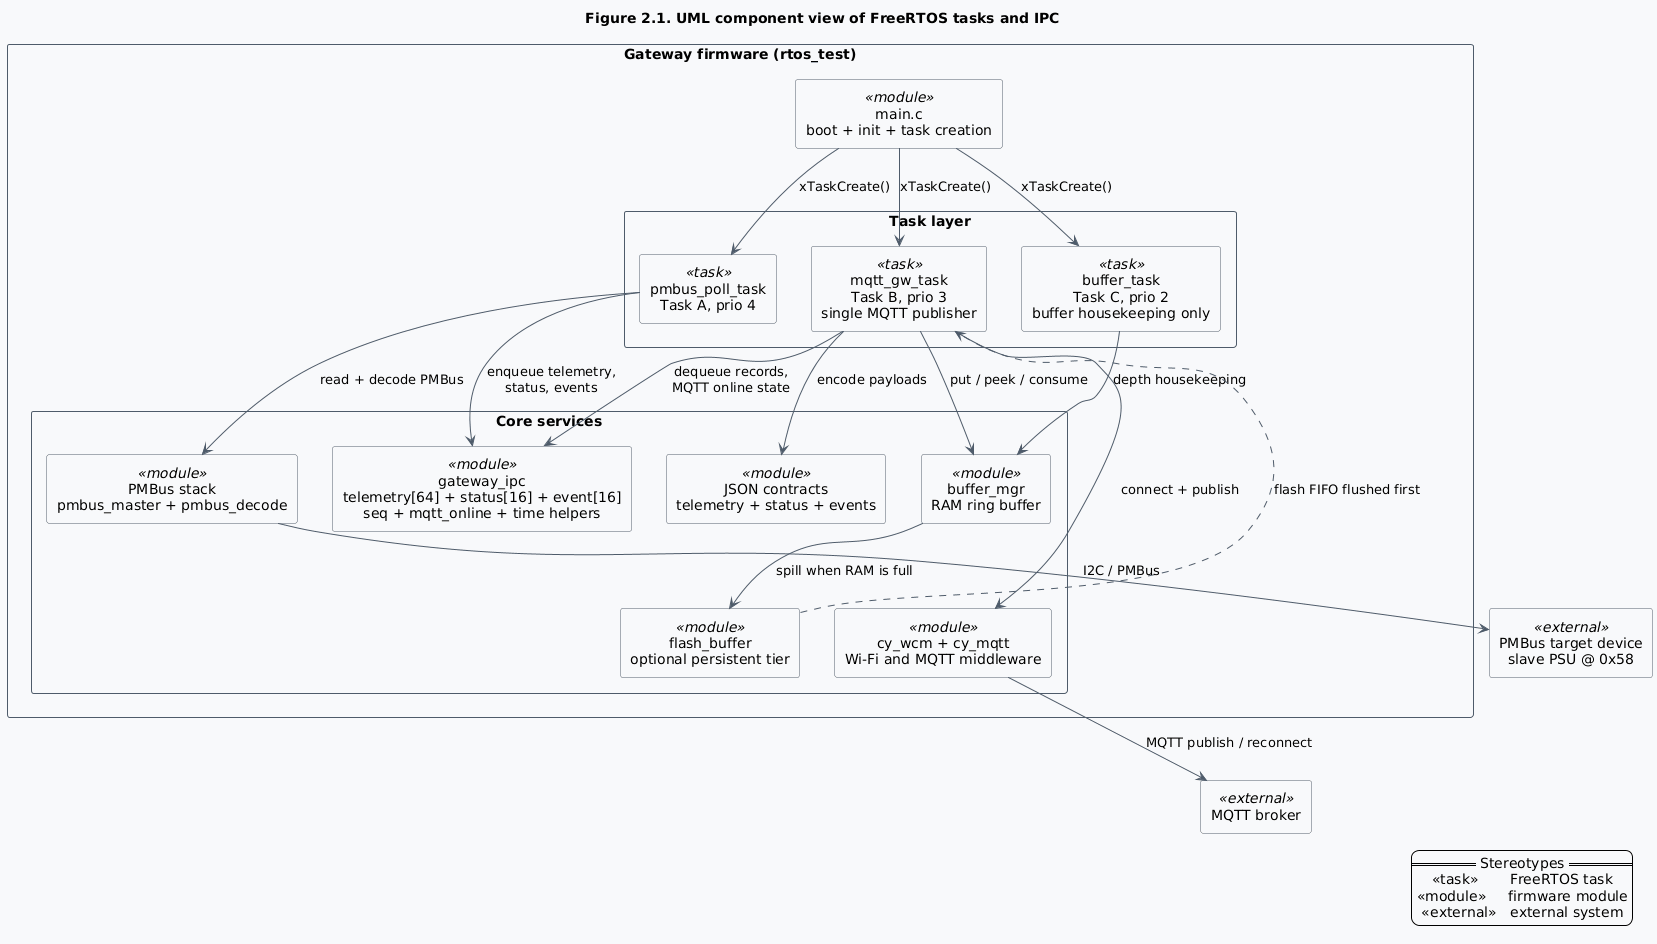 Figure 2.1. UML component view of FreeRTOS tasks and IPC
Gateway firmware (rtos_test)
«module»
main.c
boot + init + task creation
xTaskCreate()
xTaskCreate()
xTaskCreate()
Task layer
«task»
pmbus_poll_task
Task A, prio 4
«task»
mqtt_gw_task
Task B, prio 3
single MQTT publisher
«task»
buffer_task
Task C, prio 2
buffer housekeeping only
read + decode PMBus
enqueue telemetry,
status, events
dequeue records,
MQTT online state
encode payloads
put / peek / consume
depth housekeeping
Core services
«module»
PMBus stack
pmbus_master + pmbus_decode
«module»
gateway_ipc
telemetry[64] + status[16] + event[16]
seq + mqtt_online + time helpers
«module»
JSON contracts
telemetry + status + events
«module»
buffer_mgr
RAM ring buffer
connect + publish
flash FIFO flushed first
spill when RAM is full
I2C / PMBus
«module»
flash_buffer
optional persistent tier
«module»
cy_wcm + cy_mqtt
Wi-Fi and MQTT middleware
«external»
PMBus target device
slave PSU @ 0x58
MQTT publish / reconnect
«external»
MQTT broker
Stereotypes
«task» FreeRTOS task
«module» firmware module
«external» external system